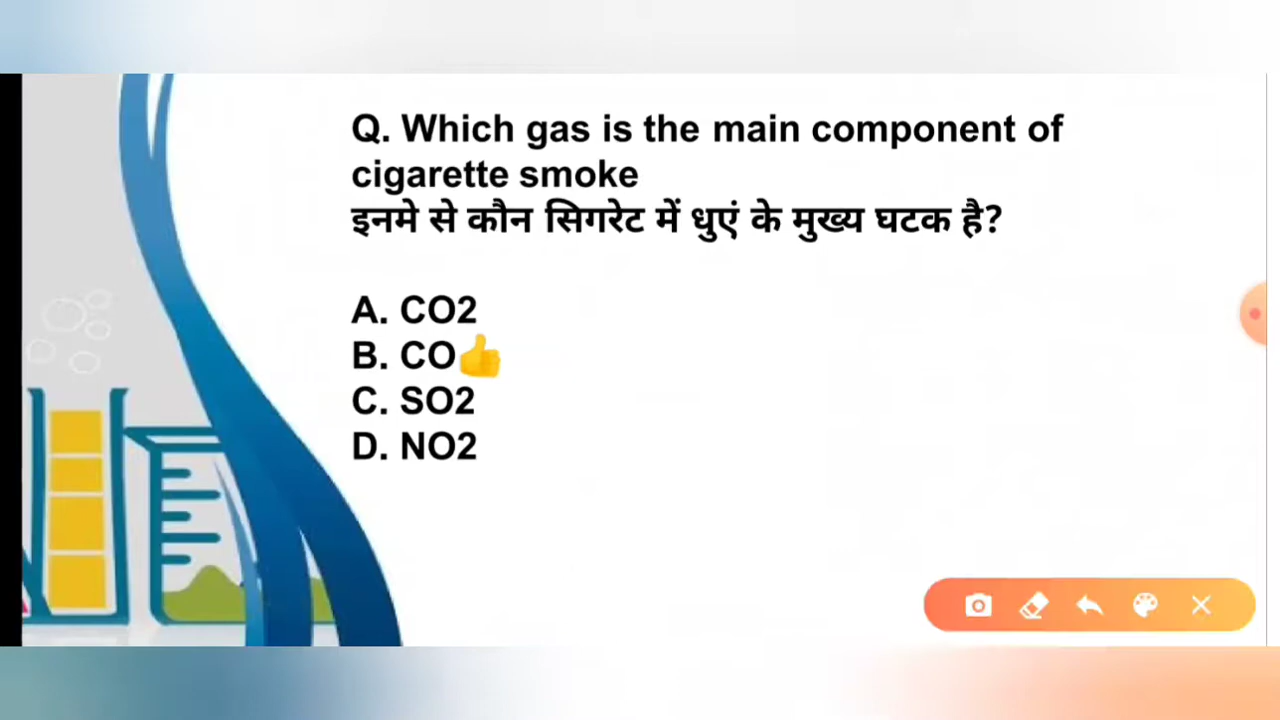 Q. Which gas is the main component of
cigarette smoke
इनमे से कौन सिगरेट में धुएं के मुख्य घटक है?
A. CO2
B. CO👍
C. SO2
D. NO2